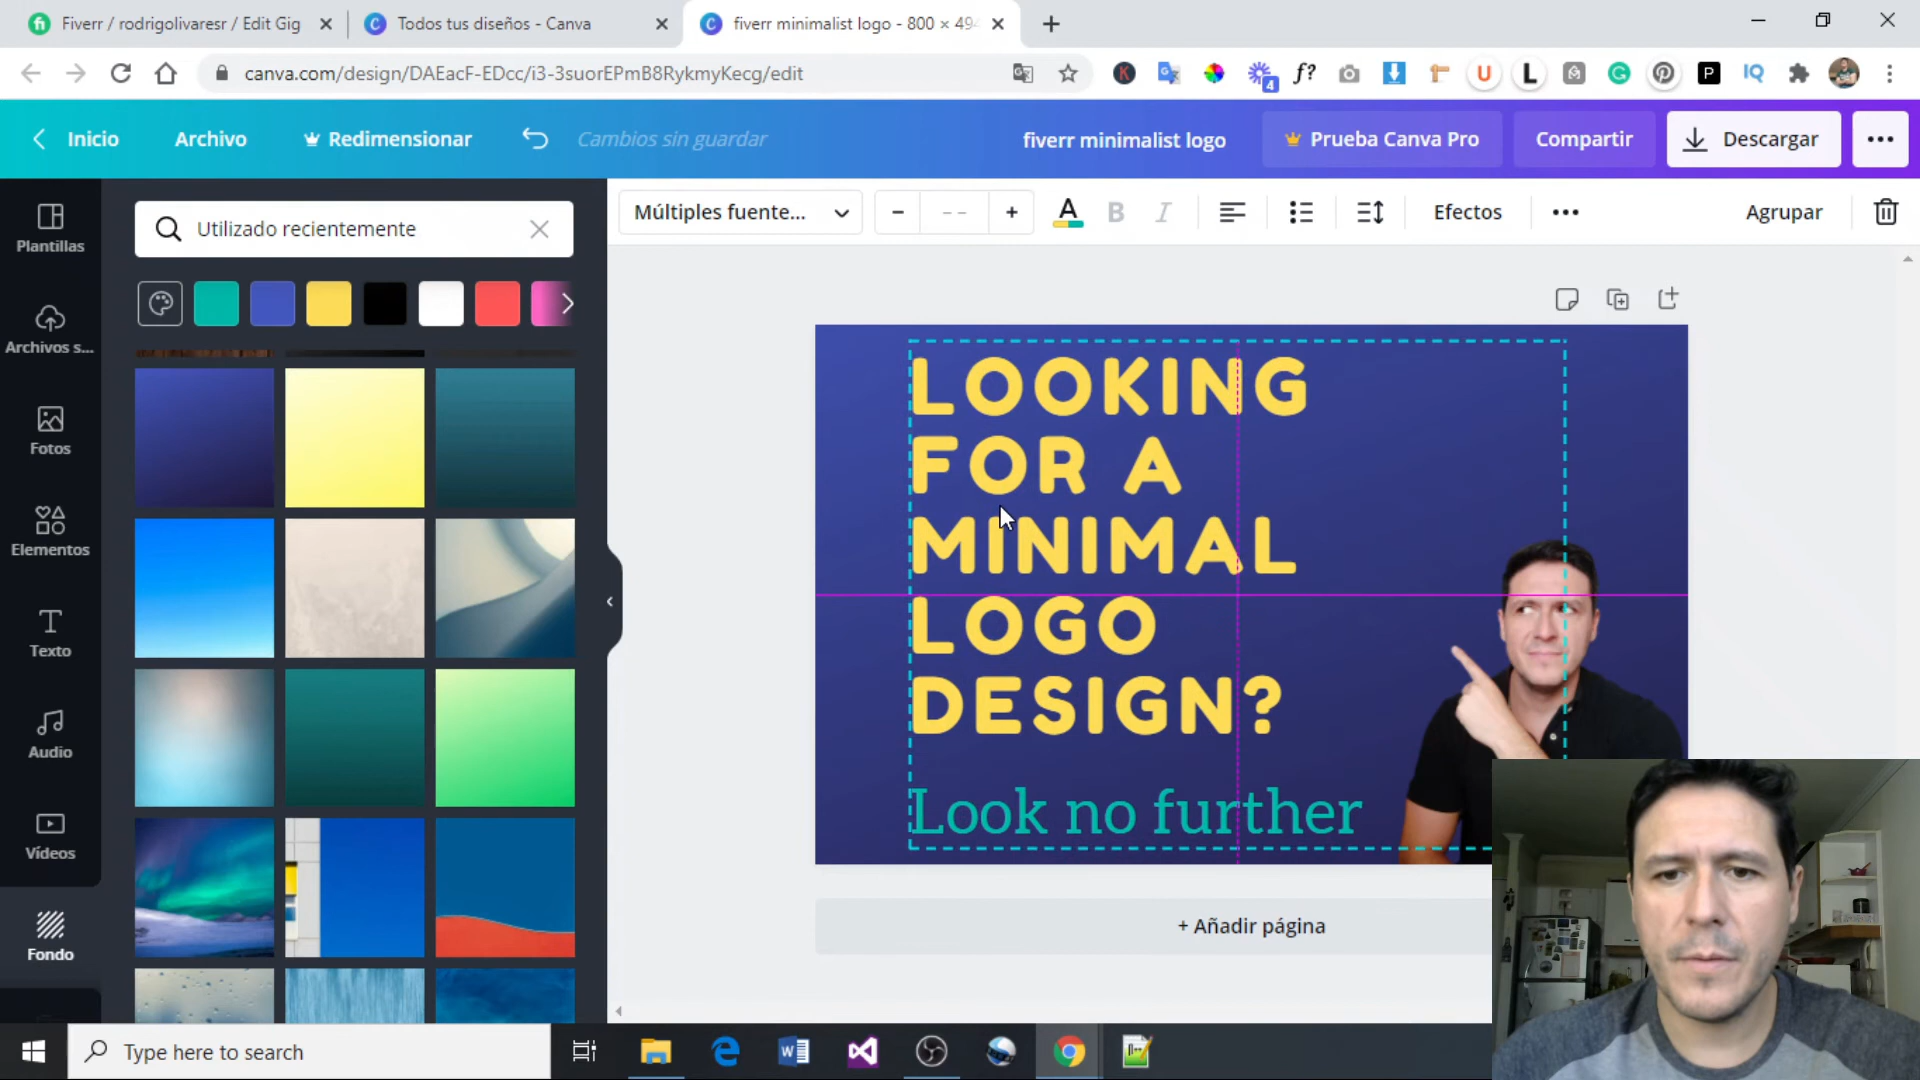 Fiverr / rodrigolivaresr / Edit Gig
Todos tus diseños - Canva
fiverr minimalist logo - 800 × 494
canva.com/design/DAEacF-EDcc/i3-3suorEPmB8RykmyKecg/edit
Inicio
Archivo
Redimensionar
Cambios sin guardar
fiverr minimalist logo
Prueba Canva Pro
Compartir
Descargar
Utilizado recientemente
Múltiples fuente...
Efectos
Agrupar
Plantillas
Archivos s...
Fotos
Elementos
Texto
Audio
Vídeos
Fondo
LOOKING
FOR A
MINIMAL
LOGO
DESIGN?
Look no further
+ Añadir página
Type here to search